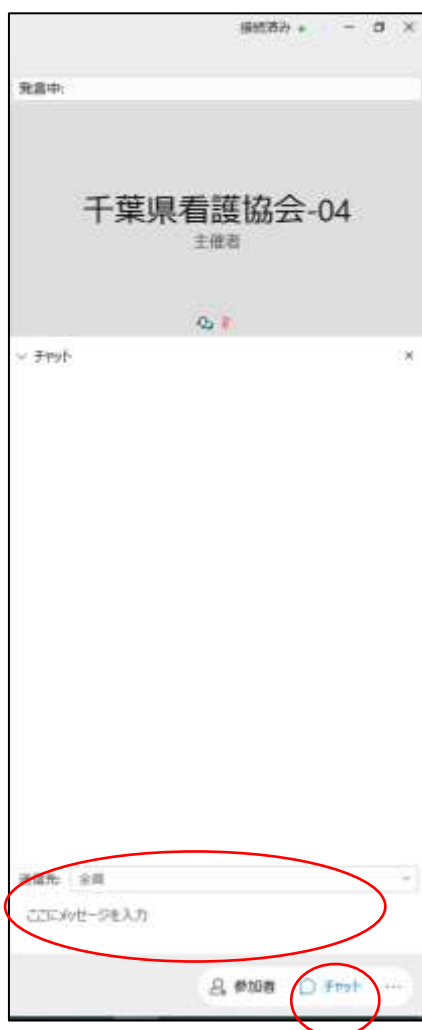 接続済み
発言中:
千葉県看護協会-04
主催者
チャット
送信先: 全員
ここにメッセージを入力
参加者 チャット ...